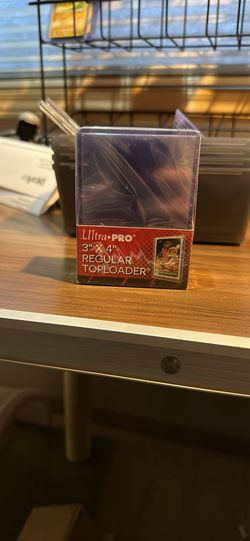 Ultra•PRO
3" X 4"
REGULAR
TOPLOADER